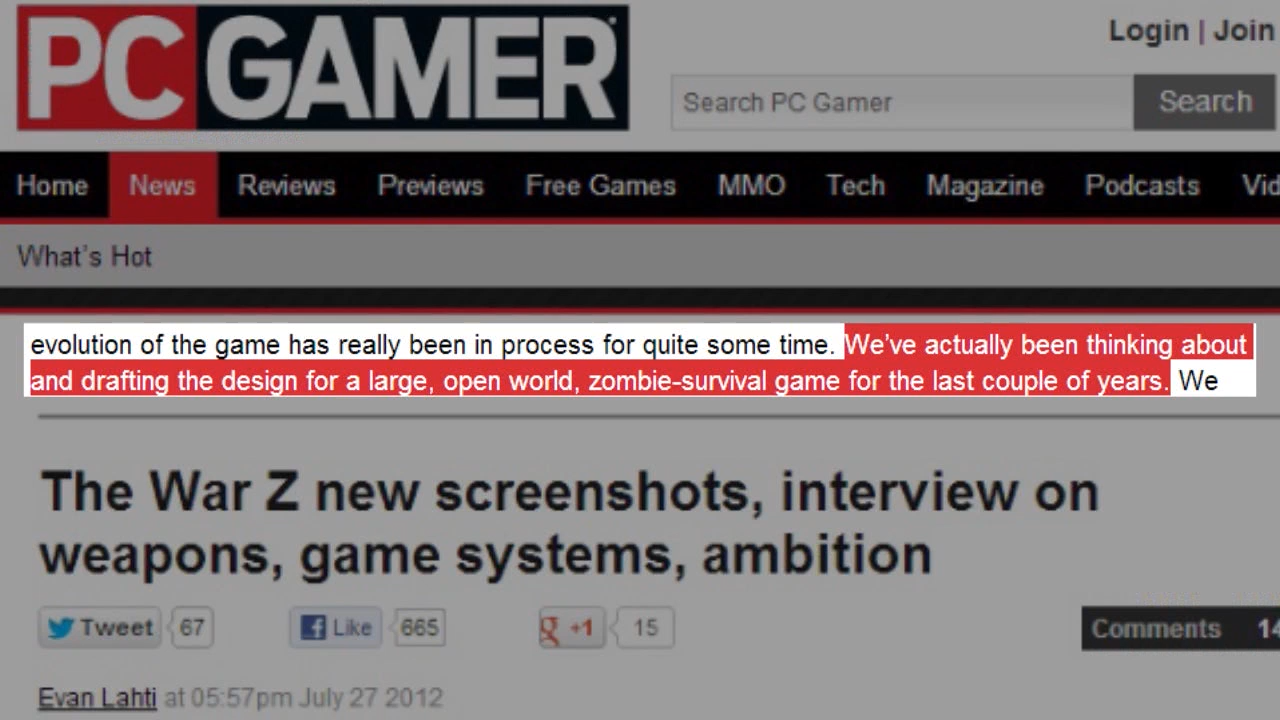 PC GAMER
Login | Join
Search PC Gamer
Search
Home News Reviews Previews Free Games MMO Tech Magazine Podcasts
What's Hot
evolution of the game has really been in process for quite some time. We've actually been thinking about
and drafting the design for a large, open world, zombie-survival game for the last couple of years. We
The War Z new screenshots, interview on
weapons, game systems, ambition
Tweet 67 Like 665 +1 15
Comments
Evan Lahti at 05:57pm July 27 2012